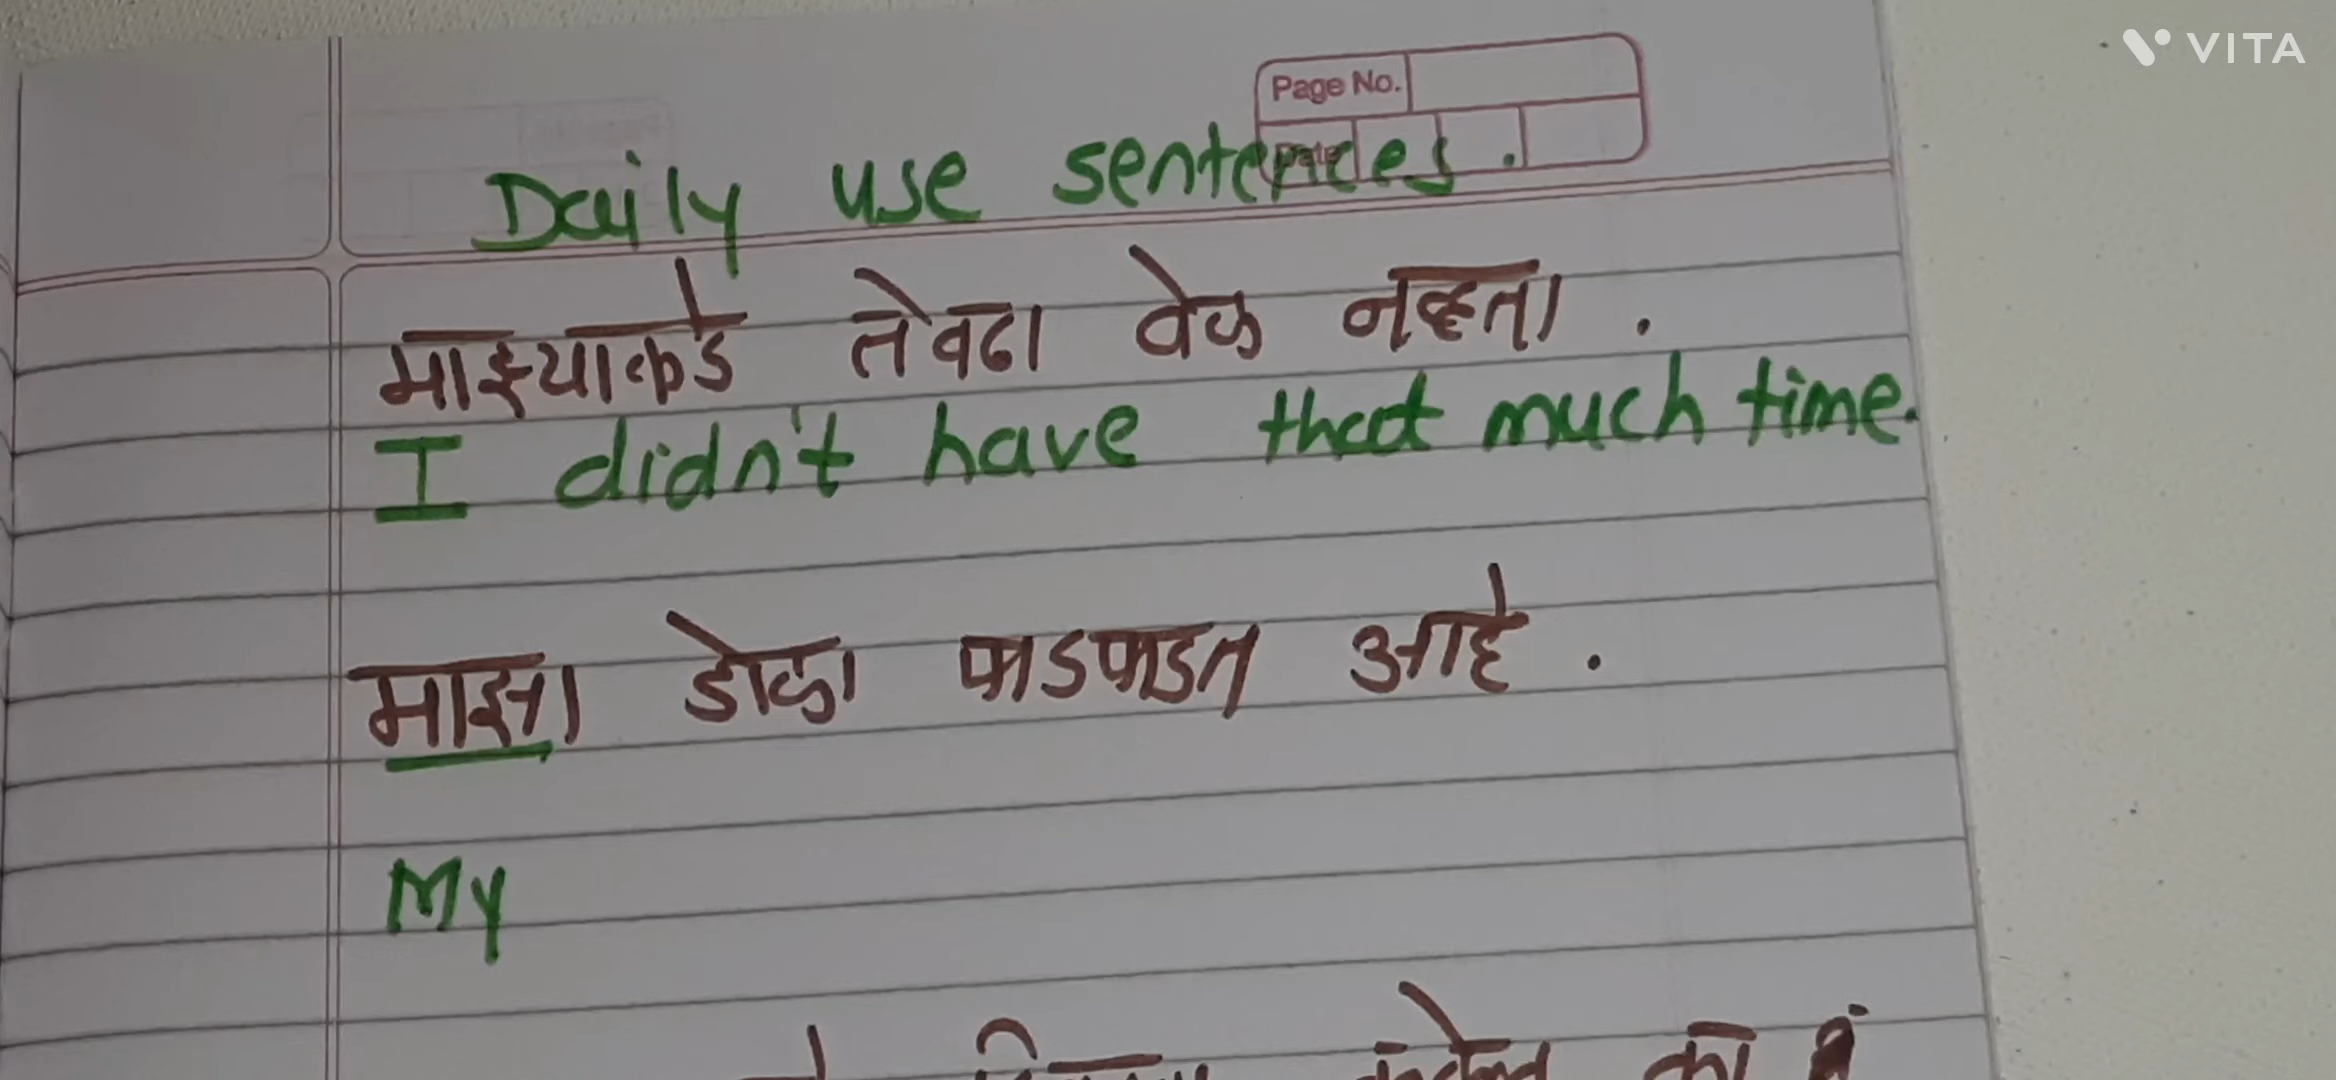 VITA
Page No.
Date
Daily use sentences.
माझ्याकडे तेवढा वेळ नव्हता.
I didn't have that much time.
माझा डोळा फडफडत आहे.
My